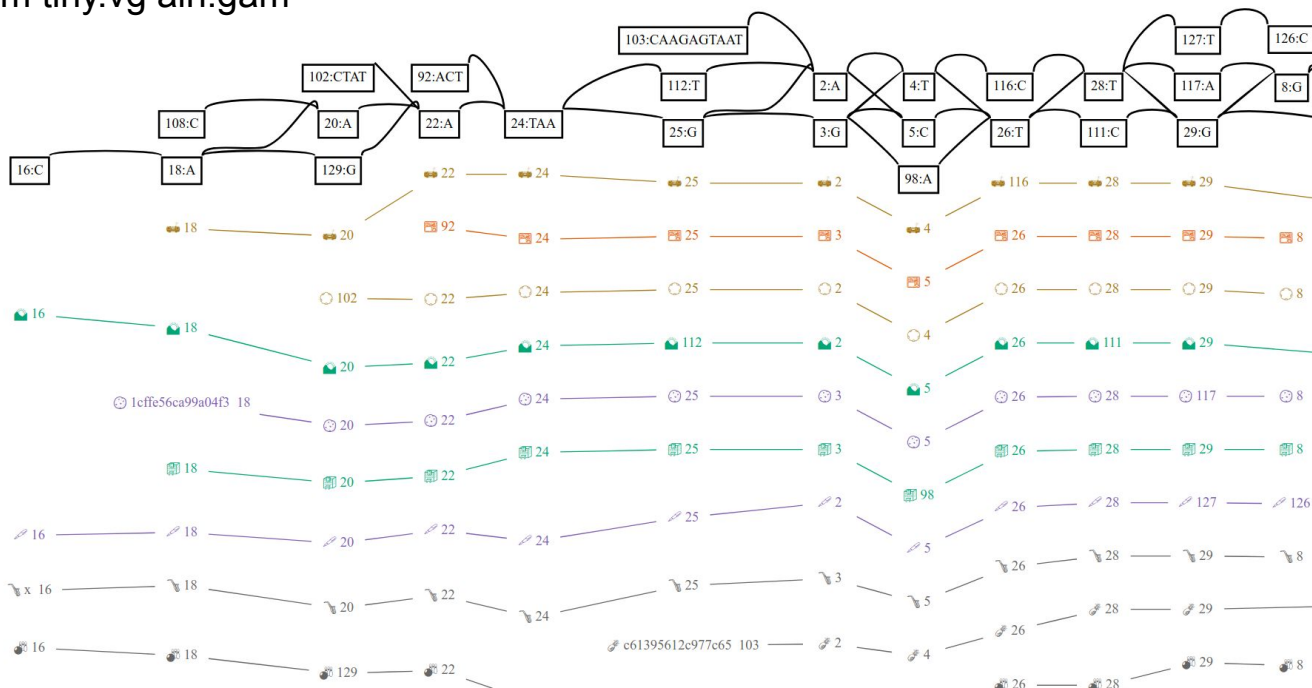 m tiny.vg aln.gam
103:CAAGAGTAAT 127:T 126:C
102:CTAT 92:ACT 112:T 2:A 4:T 116:C 28:T 117:A 8:G
108:C 20:A 22:A 24:TAA 25:G 3:G 5:C 26:T 111:C 29:G
16:C 18:A 129:G 98:A
18 20 22 24 25 2 4 116 28 29
92 24 25 3 5 26 28 29 8
102 22 24 25 2 4 26 28 29 8
16 18 20 22 24 112 2 5 26 111 29
1cffe56ca99a04f3 18 20 22 24 25 3 5 26 28 117 8
18 20 22 24 25 3 98 26 28 29 8
16 18 20 22 24 25 2 5 26 28 127 126
x 16 18 20 22 24 25 3 5 26 28 29 8
c61395612c977c65 103 2 4 26 28 29
16 18 129 22 26 28 29 8